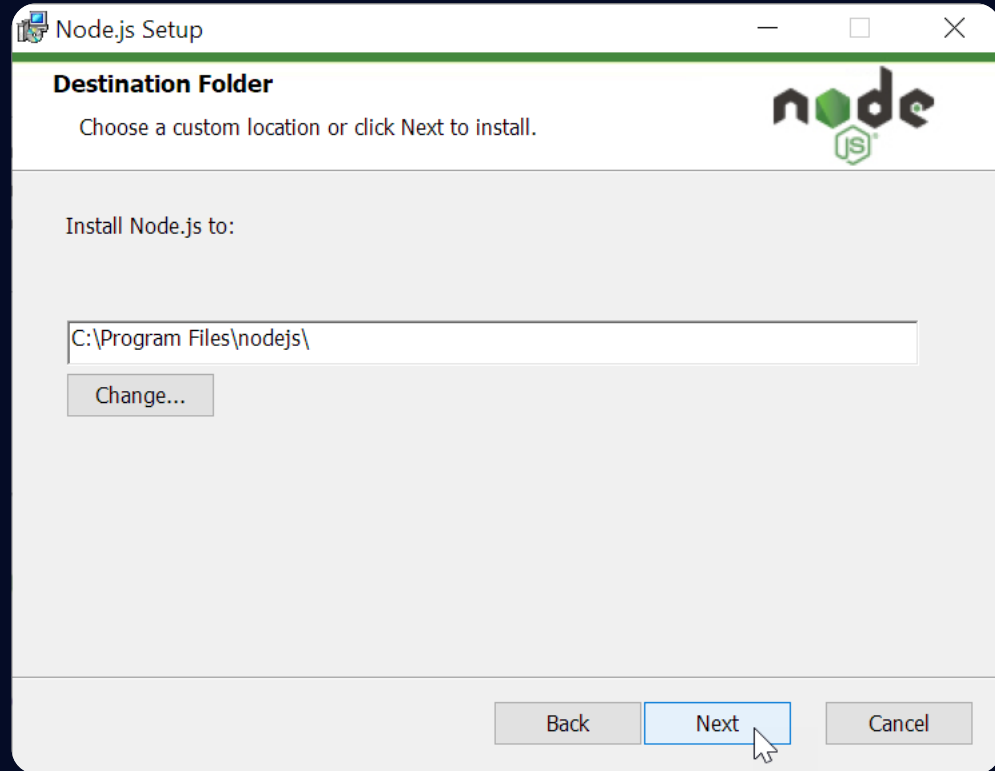 Node.js Setup
Destination Folder
Choose a custom location or click Next to install.
node
JS
Install Node.js to:
C:\Program Files\nodejs\
Change...
Back
Next
Cancel